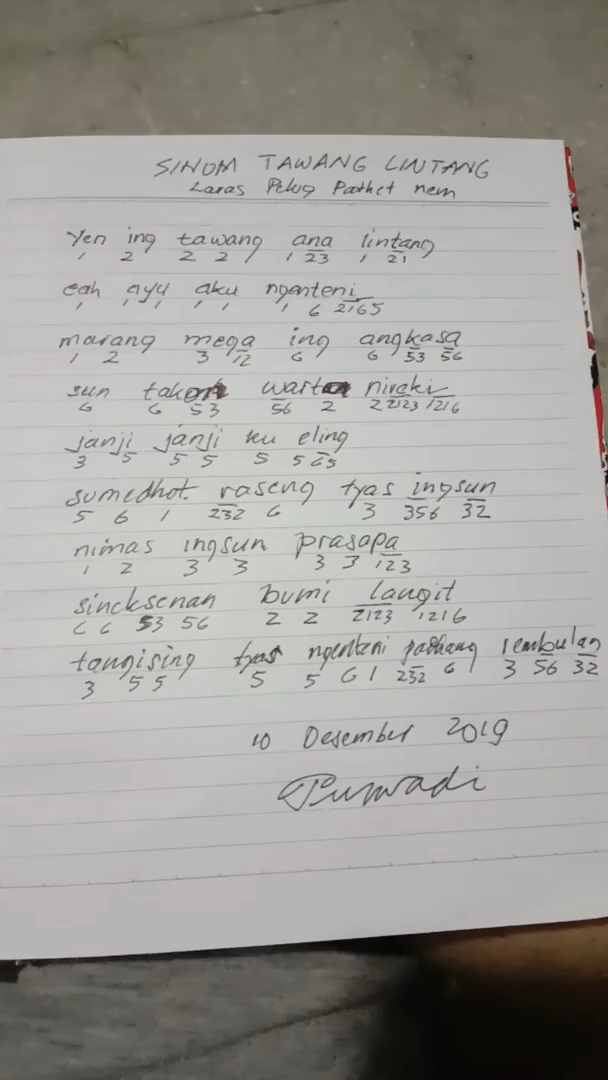 SINOM TAWANG LINTANG
Laras Pelog Pathet nem
Yen ing tawang ana lintang
1 2 2 2 1 23 1 21
cah ayu aku ngenteni
1 1 1 1 1 1 6 2165
marang mega ing angkasa
1 2 3 12 6 6 53 56
sun takon warta nireki
6 6 53 56 2 2 2123 1216
janji janji ku eling
3 5 5 5 5 5 65
sumedhot raseng tyas ingsun
5 6 1 232 6 3 356 32
nimas ingsun prasapa
1 2 3 3 3 3 123
sineksenan bumi langit
6 6 53 56 2 2 2123 1216
tangising tyas ngenteni padhang rembulan
3 5 5 5 5 6 1 232 6 1 3 56 32
10 Desember 2019
Purwadi